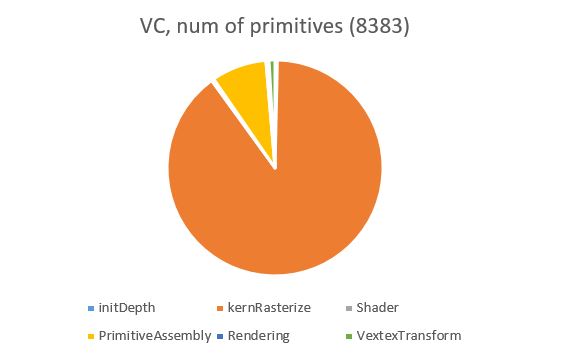 VC, num of primitives (8383)
initDepth kernRasterize Shader
PrimitiveAssembly Rendering VextexTransform